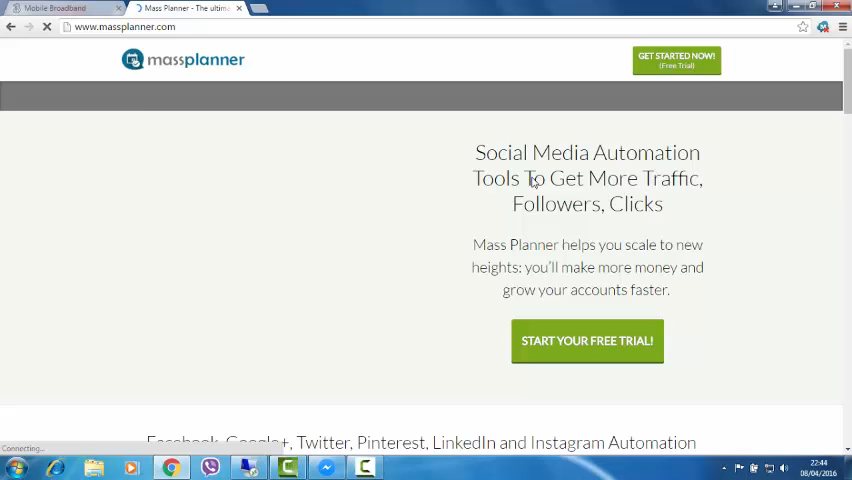 Mobile Broadband
Mass Planner - The ultim
www.massplanner.com
massplanner
GET STARTED NOW!
(Free Trial)
Social Media Automation
Tools To Get More Traffic,
Followers, Clicks
Mass Planner helps you scale to new
heights: you'll make more money and
grow your accounts faster.
START YOUR FREE TRIAL!
Facebook, Google+, Twitter, Pinterest, LinkedIn and Instagram Automation
Connecting...
22:44
08/04/2016